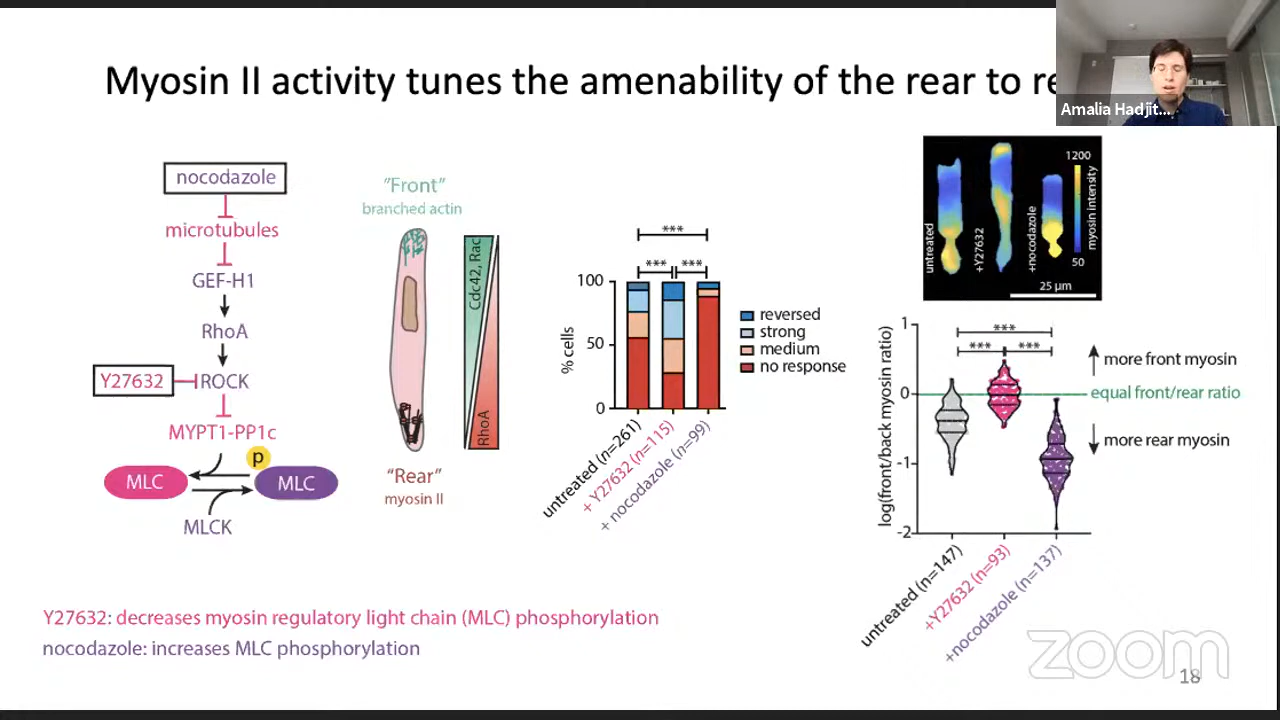 Myosin II activity tunes the amenability of the rear to re
Amalia Hadjit...
nocodazole
microtubules
GEF-H1
RhoA
Y27632
ROCK
MYPT1-PP1c
p
MLC
MLC
MLCK
"Front"
branched actin
Cdc42, Rac
RhoA
"Rear"
myosin II
***
*** ***
% cells
100
50
0
untreated (n=261)
+ Y27632 (n=115)
+ nocodazole (n=99)
reversed
strong
medium
no response
untreated
+Y27632
+nocodazole
1200
myosin intensity
50
25 μm
log(front/back myosin ratio)
1
0
-1
-2
***
*** ***
more front myosin
equal front/rear ratio
more rear myosin
untreated (n=147)
+Y27632 (n=93)
+nocodazole (n=137)
Y27632: decreases myosin regulatory light chain (MLC) phosphorylation
nocodazole: increases MLC phosphorylation
zoom
18